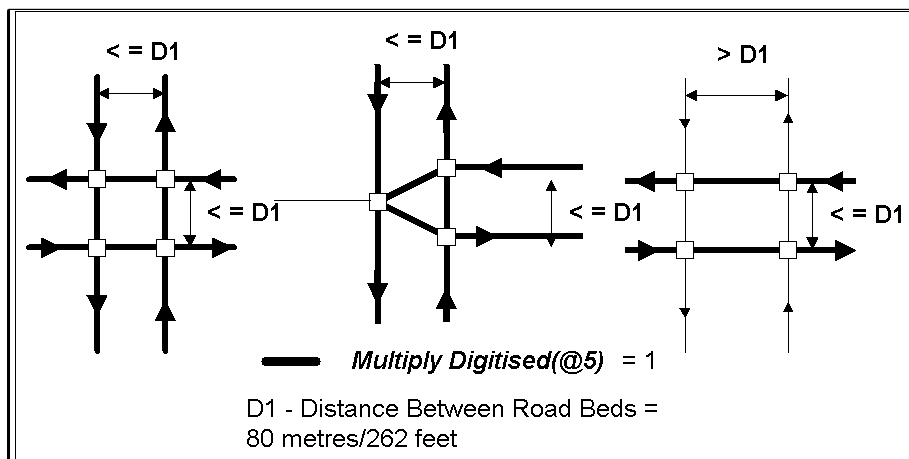 < = D1
< = D1
> D1
< = D1
< = D1
< = D1
Multiply Digitised(@5) = 1
D1 - Distance Between Road Beds =
80 metres/262 feet